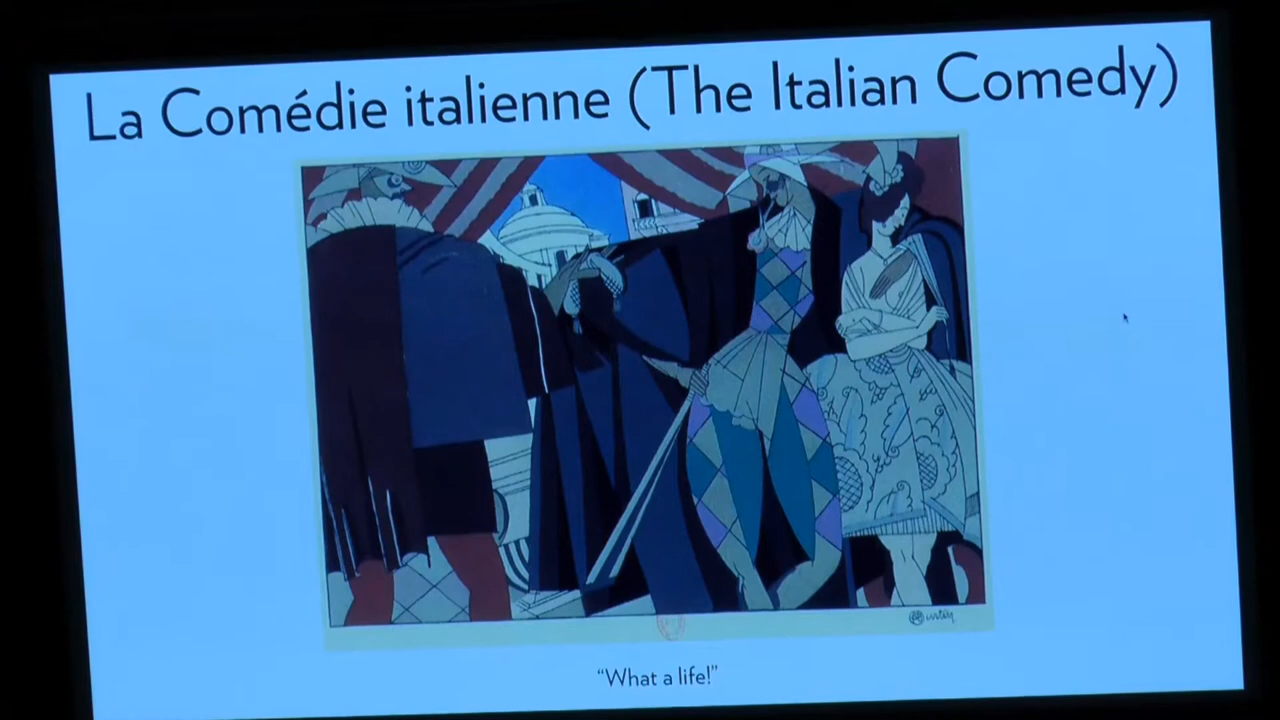 La Comédie italienne (The Italian Comedy)
“What a life!”